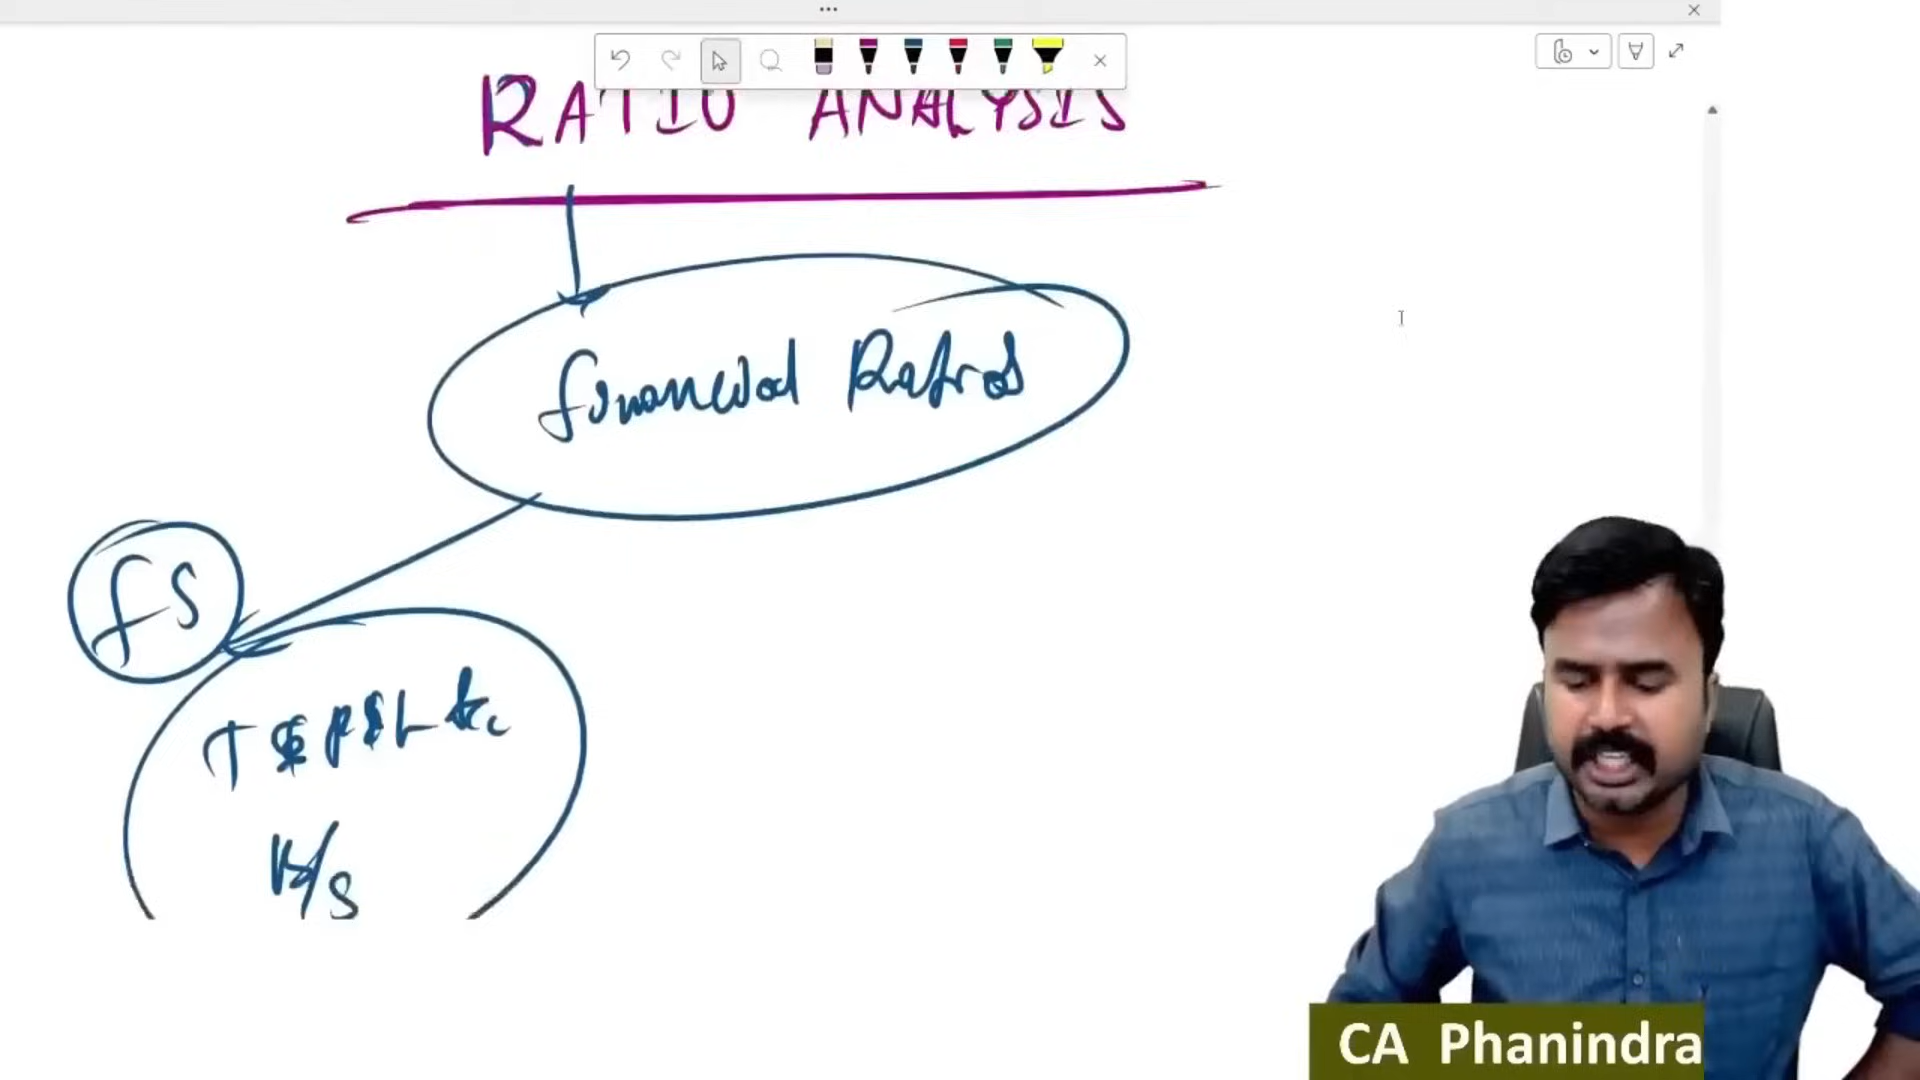 RATIO ANALYSIS
Financial Ratios
FS
T & P & L A/c
B/S
CA Phanindra